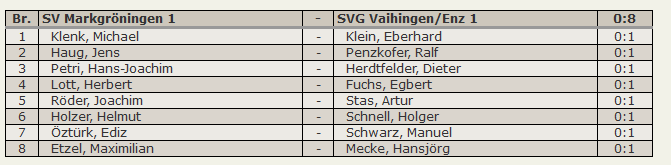 Br. SV Markgröningen 1 - SVG Vaihingen/Enz 1 0:8
1 Klenk, Michael - Klein, Eberhard 0:1
2 Haug, Jens - Penzkofer, Ralf 0:1
3 Petri, Hans-Joachim - Herdtfelder, Dieter 0:1
4 Lott, Herbert - Fuchs, Egbert 0:1
5 Röder, Joachim - Stas, Artur 0:1
6 Holzer, Helmut - Schnell, Holger 0:1
7 Öztürk, Ediz - Schwarz, Manuel 0:1
8 Etzel, Maximilian - Mecke, Hansjörg 0:1